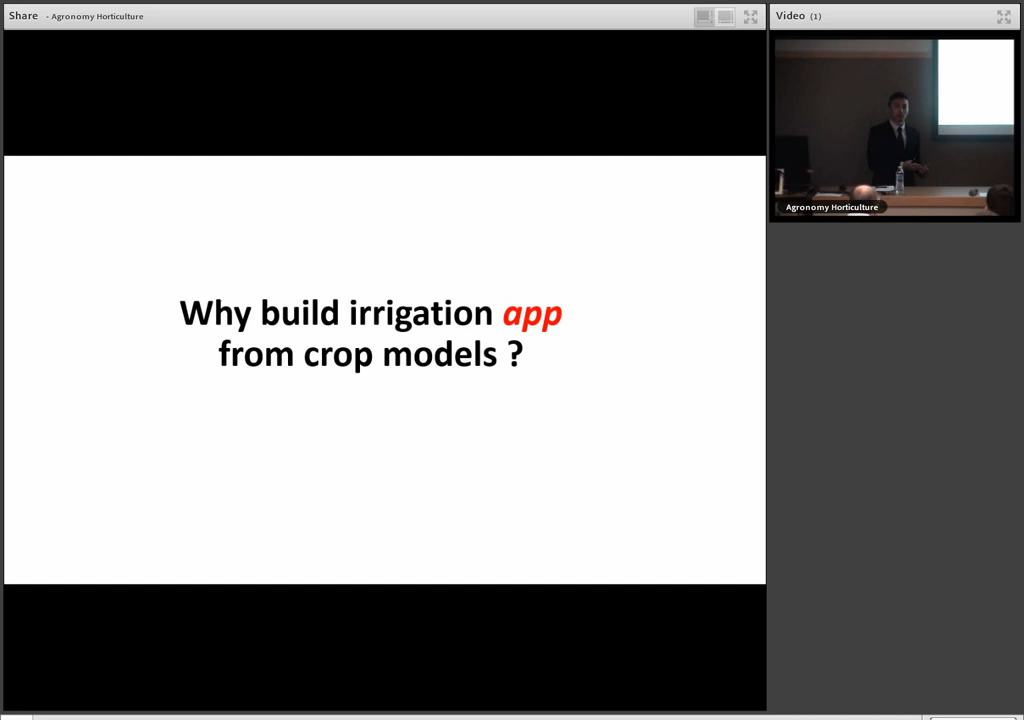 Share - Agronomy Horticulture
Video (1)
Why build irrigation app
from crop models ?
Agronomy Horticulture